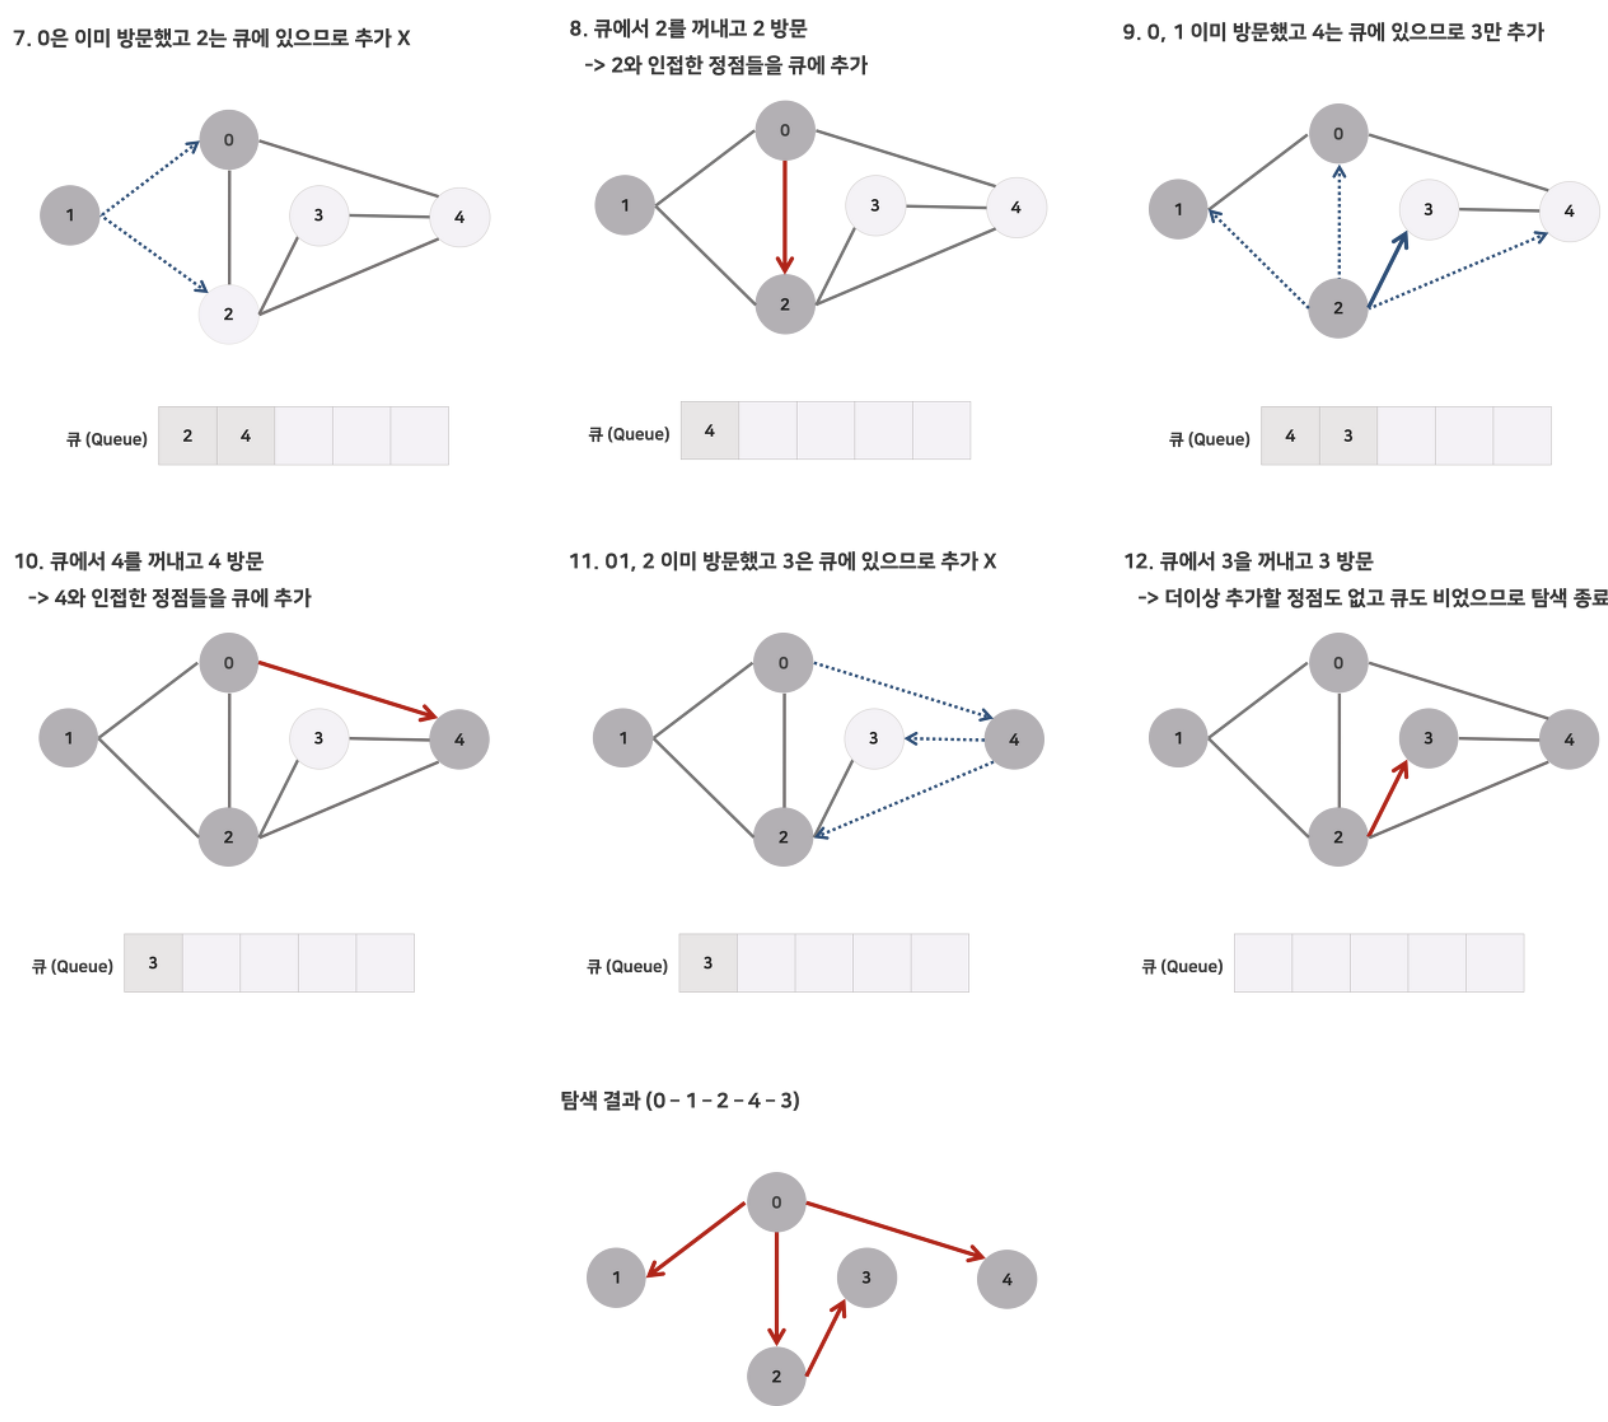 7. 0은 이미 방문했고 2는 큐에 있으므로 추가 X
0
1
3
4
2
큐 (Queue)
2 4
8. 큐에서 2를 꺼내고 2 방문
-> 2와 인접한 정점들을 큐에 추가
0
1
3
4
2
큐 (Queue)
4
9. 0, 1 이미 방문했고 4는 큐에 있으므로 3만 추가
0
1
3
4
2
큐 (Queue)
4 3
10. 큐에서 4를 꺼내고 4 방문
-> 4와 인접한 정점들을 큐에 추가
0
1
3
4
2
큐 (Queue)
3
11. 01, 2 이미 방문했고 3은 큐에 있으므로 추가 X
0
1
3
4
2
큐 (Queue)
3
12. 큐에서 3을 꺼내고 3 방문
-> 더이상 추가할 정점도 없고 큐도 비었으므로 탐색 종료
0
1
3
4
2
큐 (Queue)
탐색 결과 (0 – 1 – 2 – 4 – 3)
0
1
3
4
2